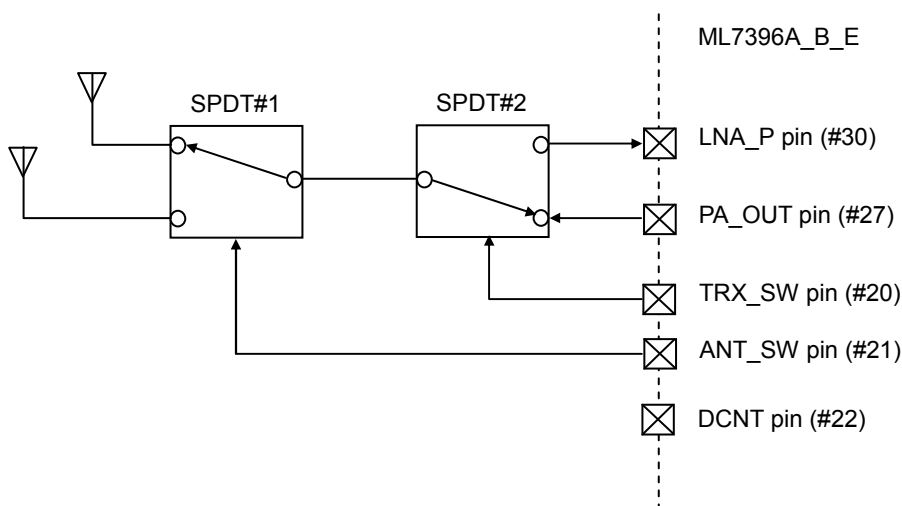 ML7396A_B_E
SPDT#1
SPDT#2
LNA_P pin (#30)
PA_OUT pin (#27)
TRX_SW pin (#20)
ANT_SW pin (#21)
DCNT pin (#22)